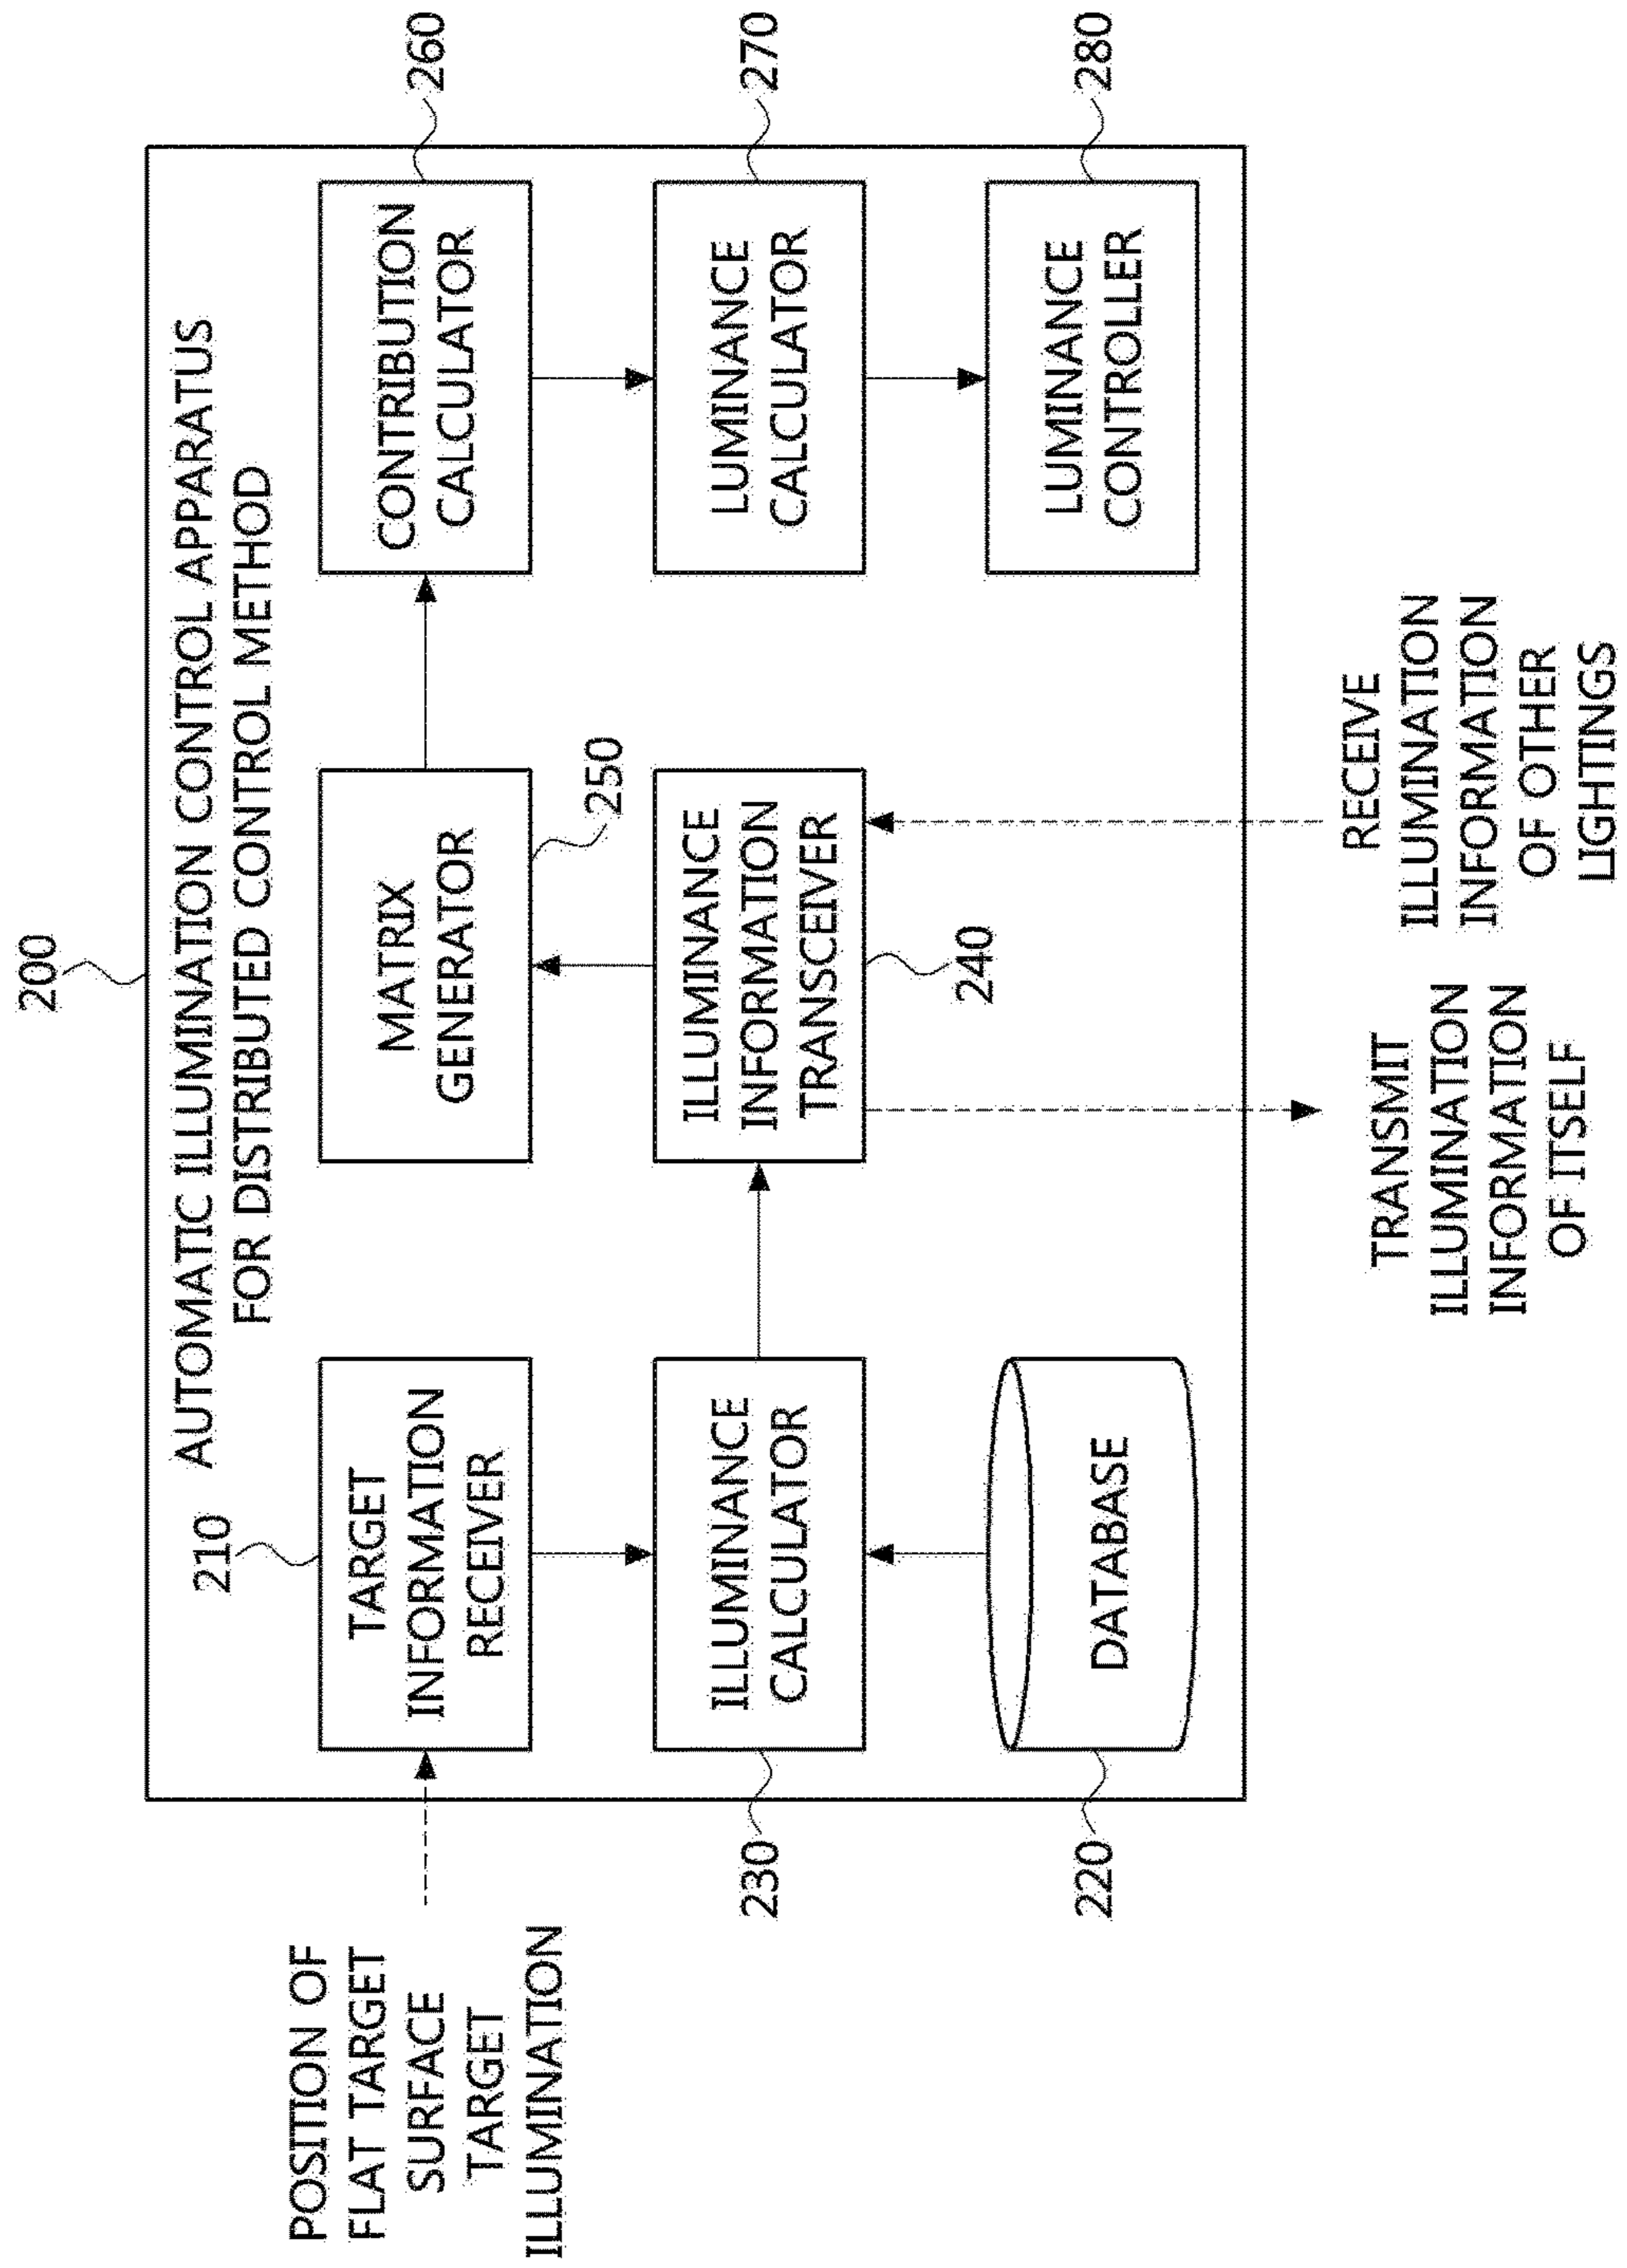 200
AUTOMATIC ILLUMINATION CONTROL APPARATUS
FOR DISTRIBUTED CONTROL METHOD
POSITION OF
FLAT TARGET
SURFACE
TARGET
ILLUMINATION
210
TARGET
INFORMATION
RECEIVER
MATRIX
GENERATOR
250
CONTRIBUTION
CALCULATOR
260
230
ILLUMINANCE
CALCULATOR
ILLUMINANCE
INFORMATION
TRANSCEIVER
240
LUMINANCE
CALCULATOR
270
220
DATABASE
LUMINANCE
CONTROLLER
280
TRANSMIT
ILLUMINATION
INFORMATION
OF ITSELF
RECEIVE
ILLUMINATION
INFORMATION
OF OTHER
LIGHTINGS